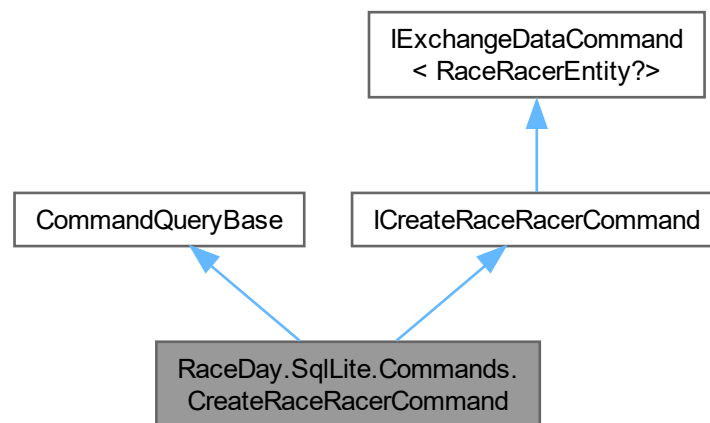 IExchangeDataCommand
< RaceRacerEntity?>
CommandQueryBase
ICreateRaceRacerCommand
RaceDay.SqlLite.Commands.
CreateRaceRacerCommand